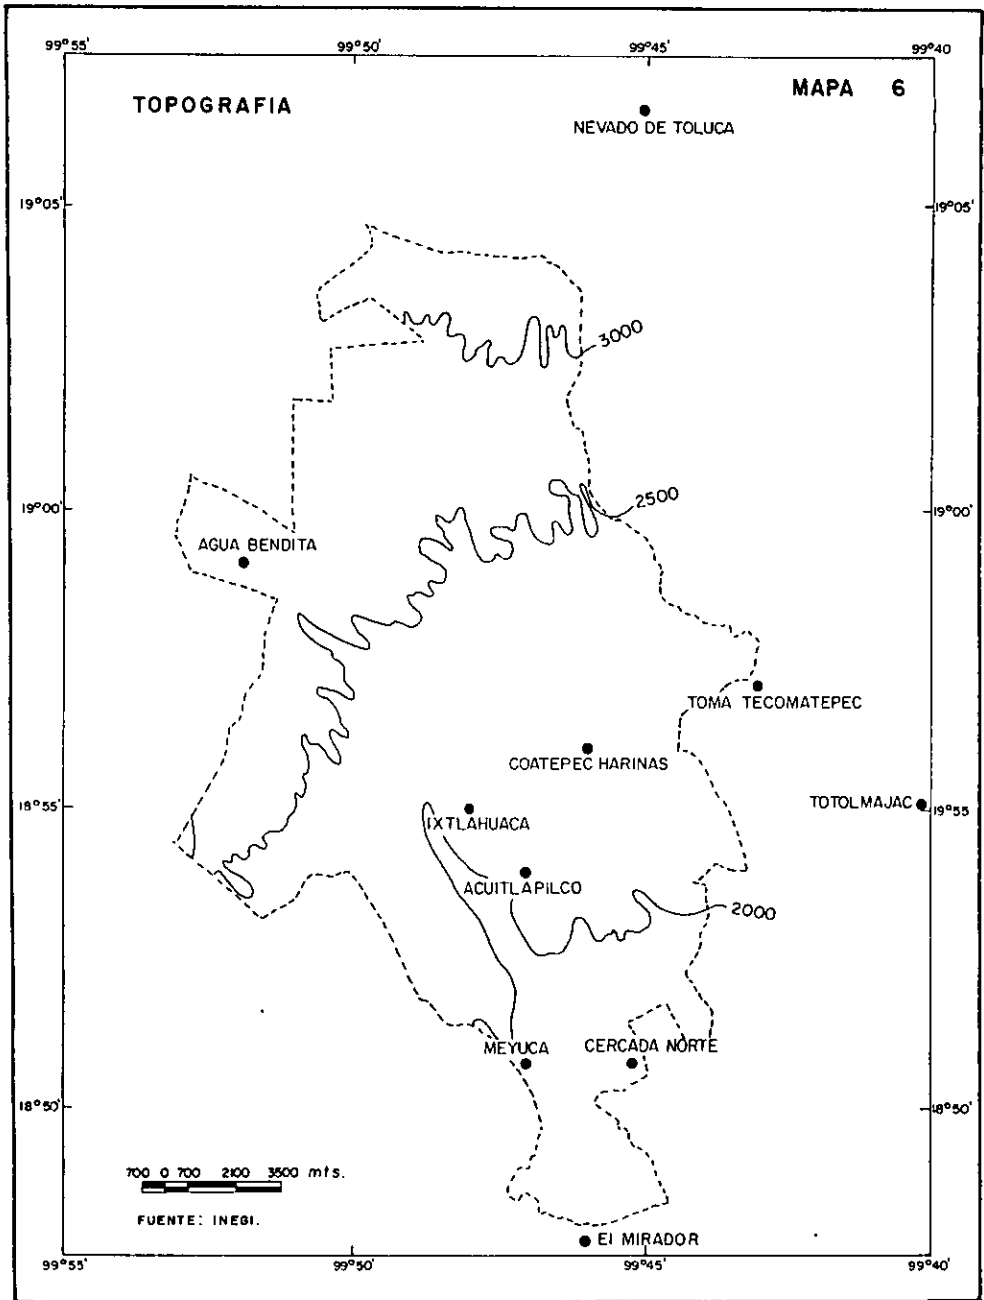 99°55' 99°50' 99°45' 99°40'
TOPOGRAFIA
MAPA 6
NEVADO DE TOLUCA
19°05' 19°05'
3000
2500
19°00' 19°00'
AGUA BENDITA
TOMA TECOMATEPEC
COATEPEC HARINAS
TOTOLMAJAC
18°55' 18°55'
IXTLAHUACA
ACUITLAPILCO
2000
MEYUCA
CERCADA NORTE
18°50' 18°50'
700 0 700 2100 3500 mts.
FUENTE: INEGI.
El MIRADOR
99°55' 99°50' 99°45' 99°40'